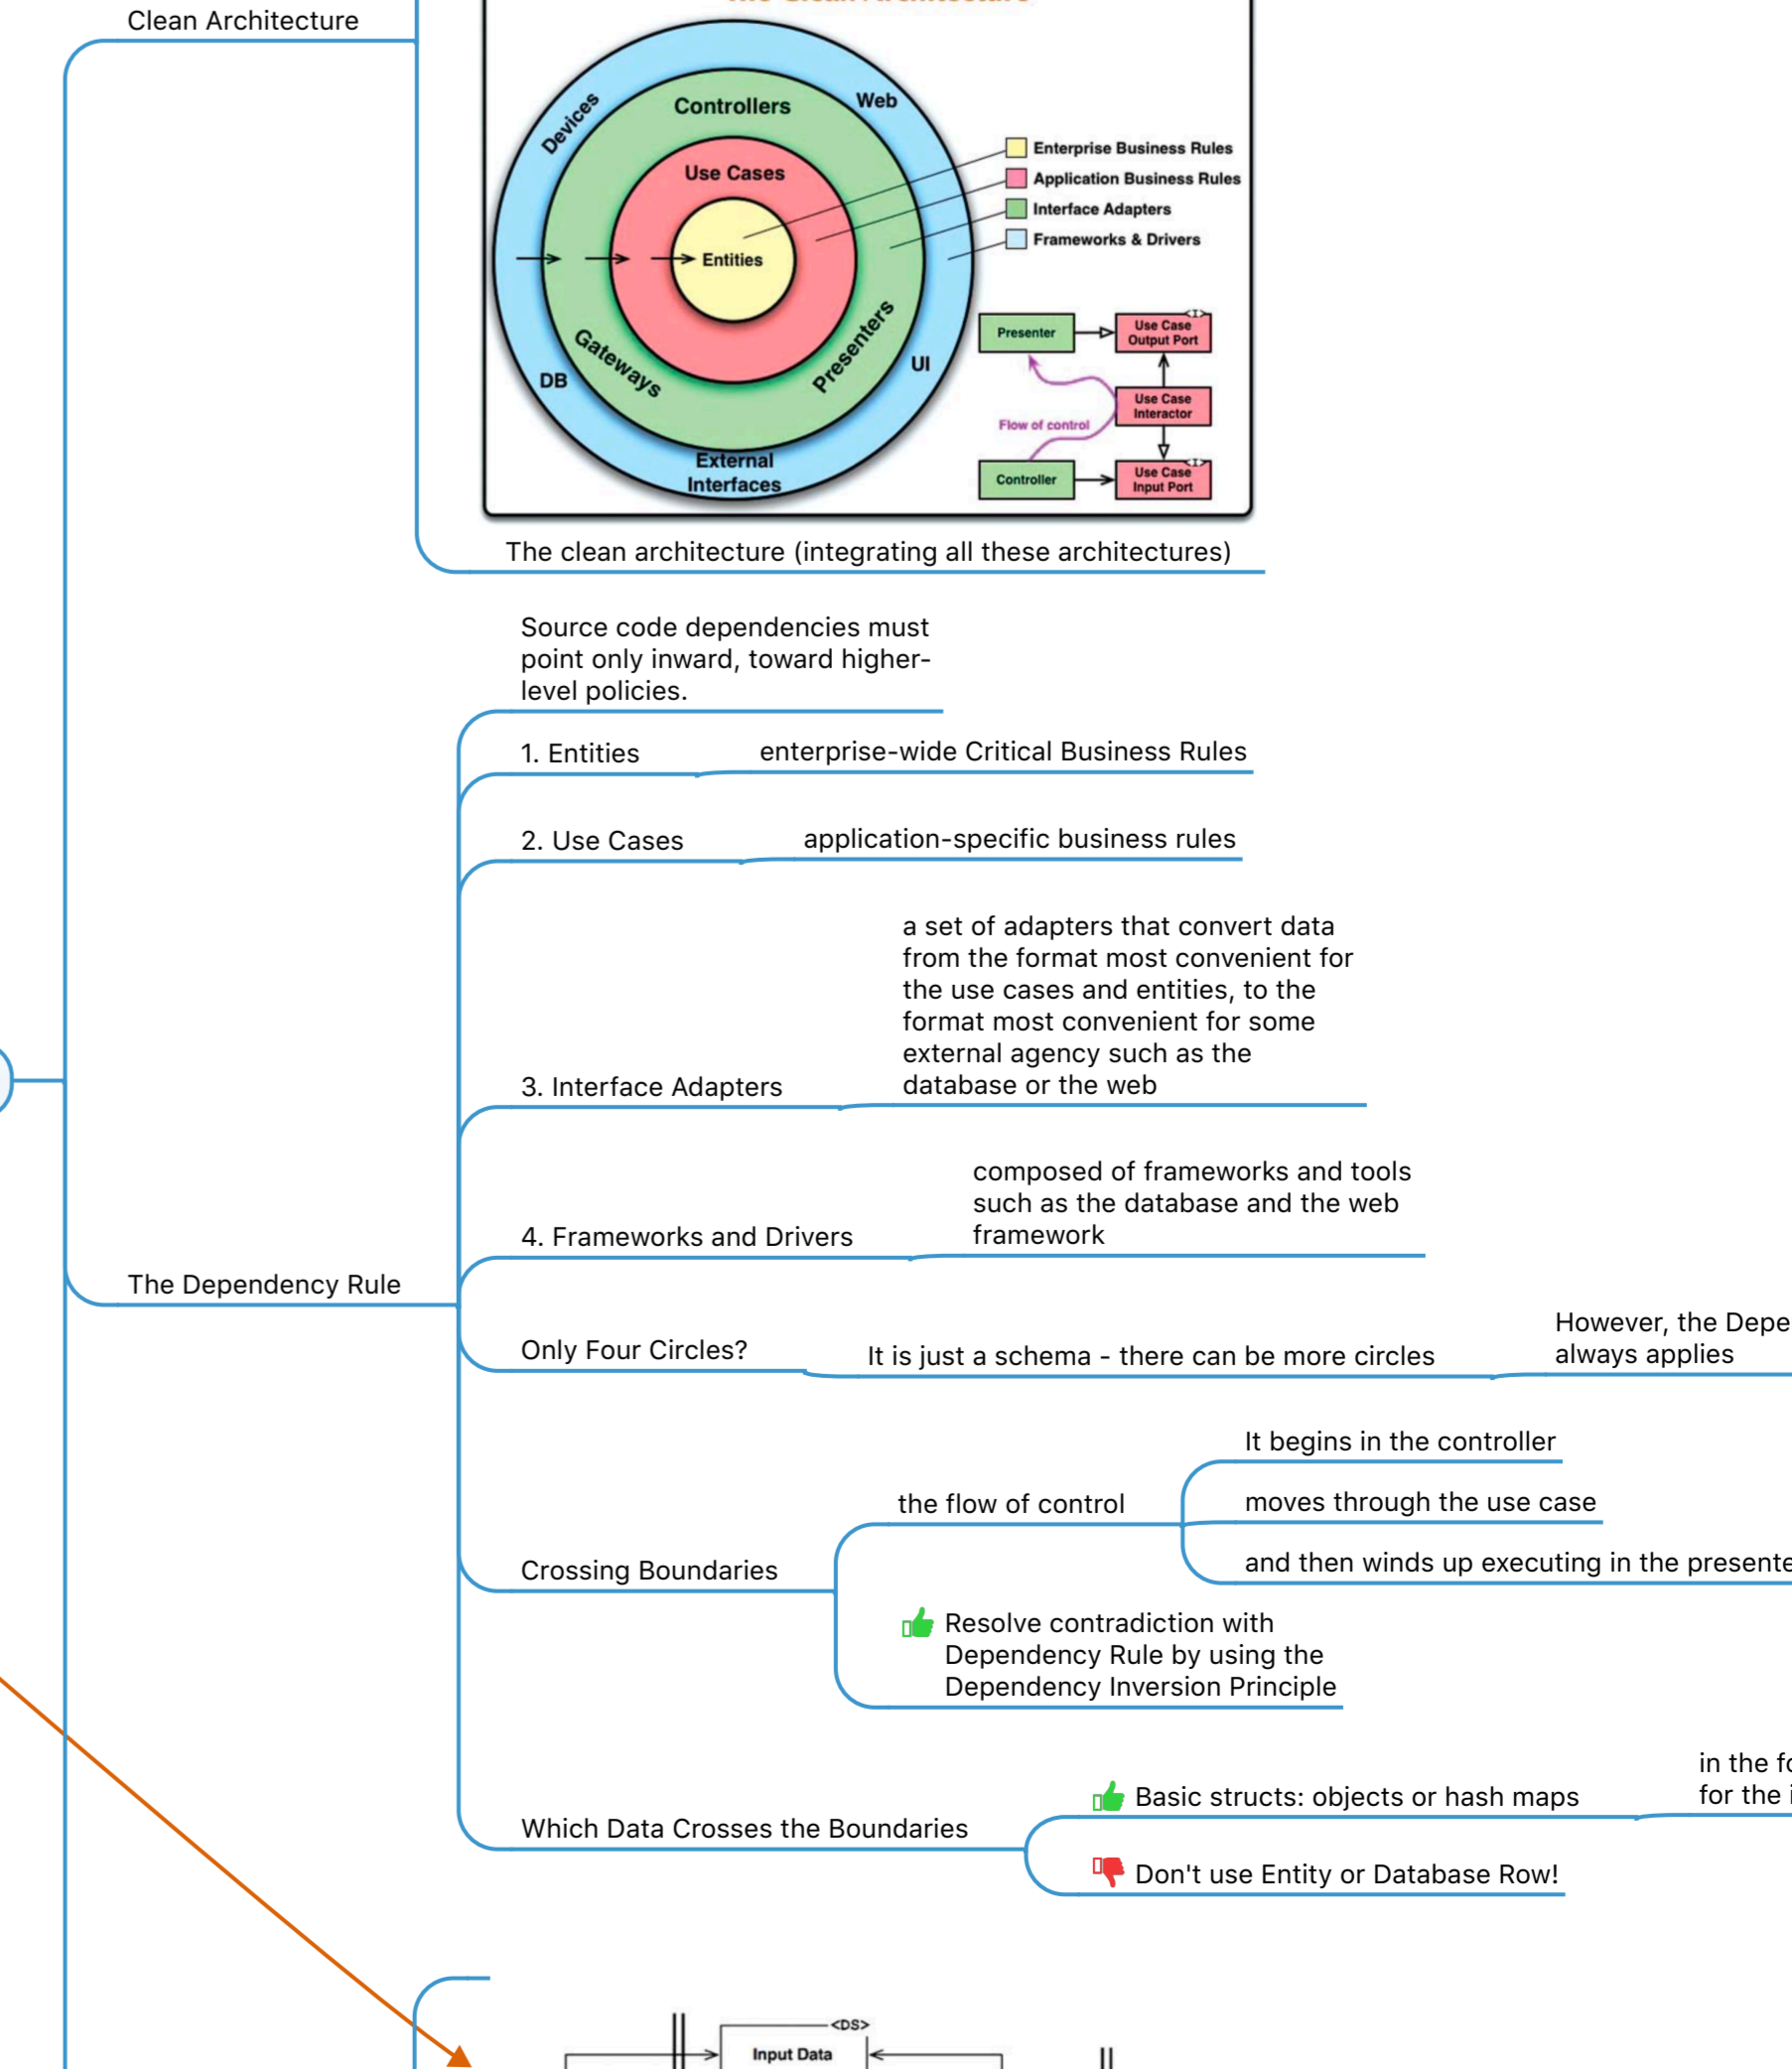 Clean Architecture
Devices
Controllers
Web
Use Cases
Entities
Gateways
Presenters
DB
UI
External
Interfaces
Enterprise Business Rules
Application Business Rules
Interface Adapters
Frameworks & Drivers
Presenter
Use Case
Output Port
<I>
Use Case
Interactor
Flow of control
Controller
Use Case
Input Port
<I>
The clean architecture (integrating all these architectures)
Source code dependencies must
point only inward, toward higher-
level policies.
1. Entities
enterprise-wide Critical Business Rules
2. Use Cases
application-specific business rules
a set of adapters that convert data
from the format most convenient for
the use cases and entities, to the
format most convenient for some
external agency such as the
database or the web
3. Interface Adapters
composed of frameworks and tools
such as the database and the web
framework
4. Frameworks and Drivers
The Dependency Rule
Only Four Circles?
It is just a schema - there can be more circles
However, the Depe
always applies
Crossing Boundaries
the flow of control
It begins in the controller
moves through the use case
and then winds up executing in the presente
Resolve contradiction with
Dependency Rule by using the
Dependency Inversion Principle
Which Data Crosses the Boundaries
Basic structs: objects or hash maps
in the fo
for the i
Don't use Entity or Database Row!
<DS>
Input Data